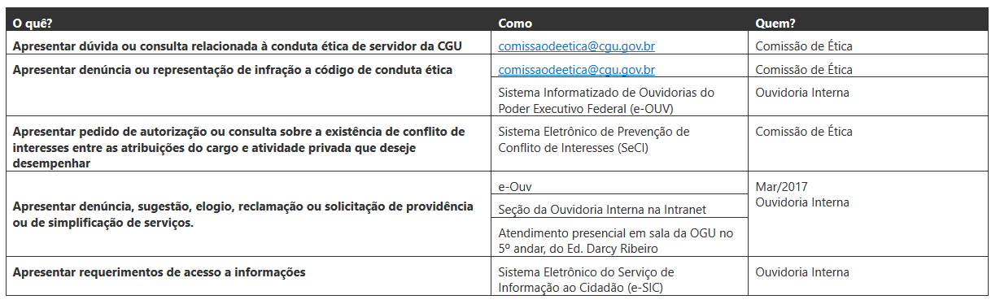 O quê? Como Quem?
Apresentar dúvida ou consulta relacionada à conduta ética de servidor da CGU comissaodeetica@cgu.gov.br Comissão de Ética
Apresentar denúncia ou representação de infração a código de conduta ética comissaodeetica@cgu.gov.br Comissão de Ética
Sistema Informatizado de Ouvidorias do Ouvidoria Interna
Poder Executivo Federal (e-OUV)
Apresentar pedido de autorização ou consulta sobre a existência de conflito de Sistema Eletrônico de Prevenção de Comissão de Ética
interesses entre as atribuições do cargo e atividade privada que deseje Conflito de Interesses (SeCI)
desempenhar
Apresentar denúncia, sugestão, elogio, reclamação ou solicitação de providência
ou de simplificação de serviços.
e-Ouv
Seção da Ouvidoria Interna na Intranet
Atendimento presencial em sala da OGU no
5º andar, do Ed. Darcy Ribeiro
Mar/2017
Ouvidoria Interna
Apresentar requerimentos de acesso a informações Sistema Eletrônico do Serviço de Ouvidoria Interna
Informação ao Cidadão (e-SIC)